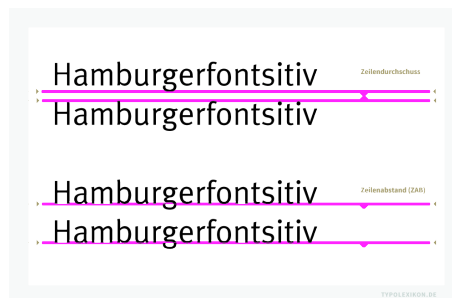 Hamburgerfontsitiv
Zeilendurchschuss
Hamburgerfontsitiv
Hamburgerfontsitiv
Zeilenabstand (ZAB)
Hamburgerfontsitiv
TYPOLEXIKON.DE